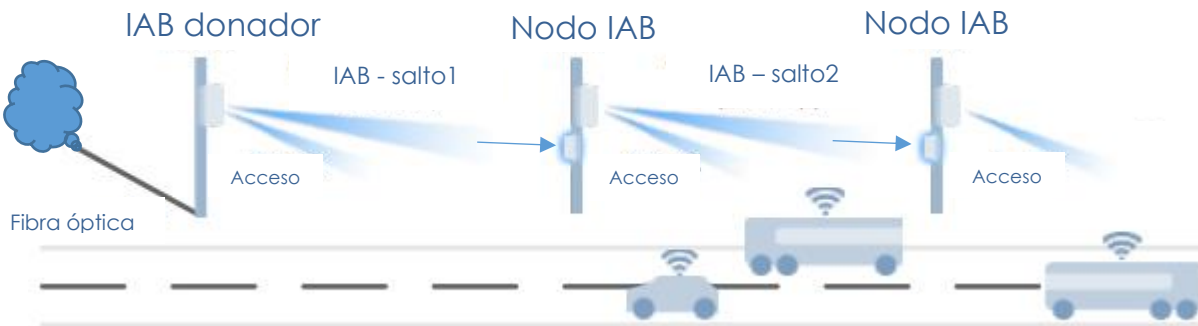 IAB donador
Nodo IAB
Nodo IAB
IAB - salto1
IAB – salto2
Acceso
Acceso
Acceso
Fibra óptica